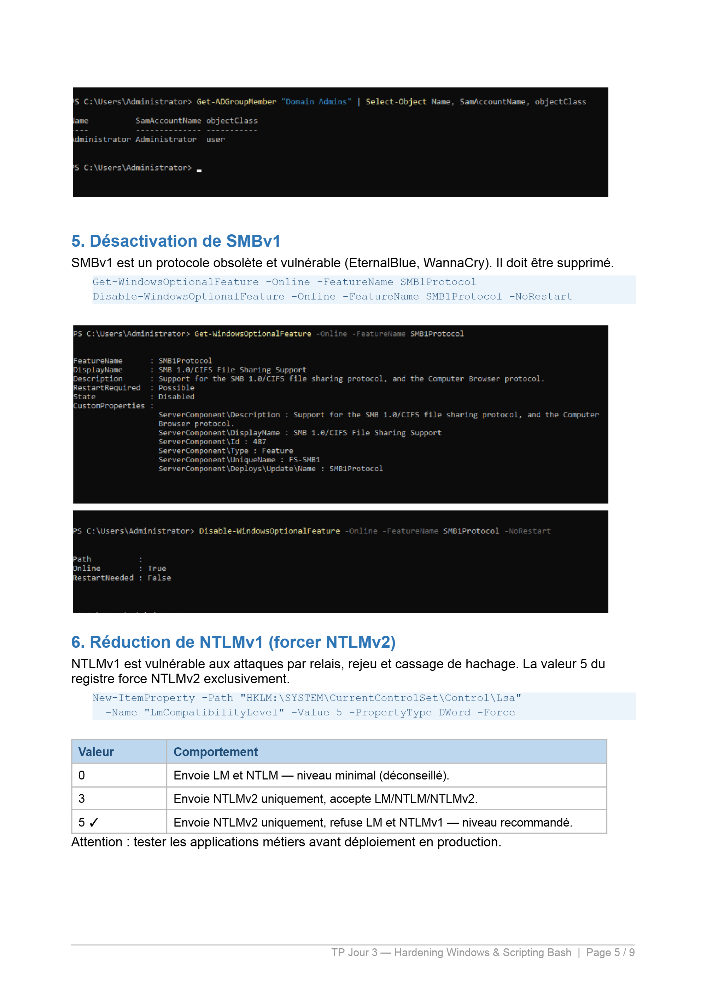 PS C:\Users\Administrator> Get-ADGroupMember "Domain Admins" | Select-Object Name, SamAccountName, objectClass
Name SamAccountName objectClass
---- -------------- -----------
Administrator Administrator user
PS C:\Users\Administrator>
5. Désactivation de SMBv1
SMBv1 est un protocole obsolète et vulnérable (EternalBlue, WannaCry). Il doit être supprimé.
Get-WindowsOptionalFeature -Online -FeatureName SMB1Protocol
Disable-WindowsOptionalFeature -Online -FeatureName SMB1Protocol -NoRestart
PS C:\Users\Administrator> Get-WindowsOptionalFeature -Online -FeatureName SMB1Protocol
FeatureName : SMB1Protocol
DisplayName : SMB 1.0/CIFS File Sharing Support
Description : Support for the SMB 1.0/CIFS file sharing protocol, and the Computer Browser protocol.
RestartRequired : Possible
State : Disabled
CustomProperties :
ServerComponent\Description : Support for the SMB 1.0/CIFS file sharing protocol, and the Computer
Browser protocol.
ServerComponent\DisplayName : SMB 1.0/CIFS File Sharing Support
ServerComponent\Id : 487
ServerComponent\Type : Feature
ServerComponent\UniqueName : FS-SMB1
ServerComponent\Deploys\Update\Name : SMB1Protocol
PS C:\Users\Administrator> Disable-WindowsOptionalFeature -Online -FeatureName SMB1Protocol -NoRestart
Path :
Online : True
RestartNeeded : False
6. Réduction de NTLMv1 (forcer NTLMv2)
NTLMv1 est vulnérable aux attaques par relais, rejeu et cassage de hachage. La valeur 5 du
registre force NTLMv2 exclusivement.
New-ItemProperty -Path "HKLM:\SYSTEM\CurrentControlSet\Control\Lsa"
-Name "LmCompatibilityLevel" -Value 5 -PropertyType DWord -Force
Valeur Comportement
0 Envoie LM et NTLM — niveau minimal (déconseillé).
3 Envoie NTLMv2 uniquement, accepte LM/NTLM/NTLMv2.
5 ✓ Envoie NTLMv2 uniquement, refuse LM et NTLMv1 — niveau recommandé.
Attention : tester les applications métiers avant déploiement en production.
TP Jour 3 — Hardening Windows & Scripting Bash | Page 5 / 9